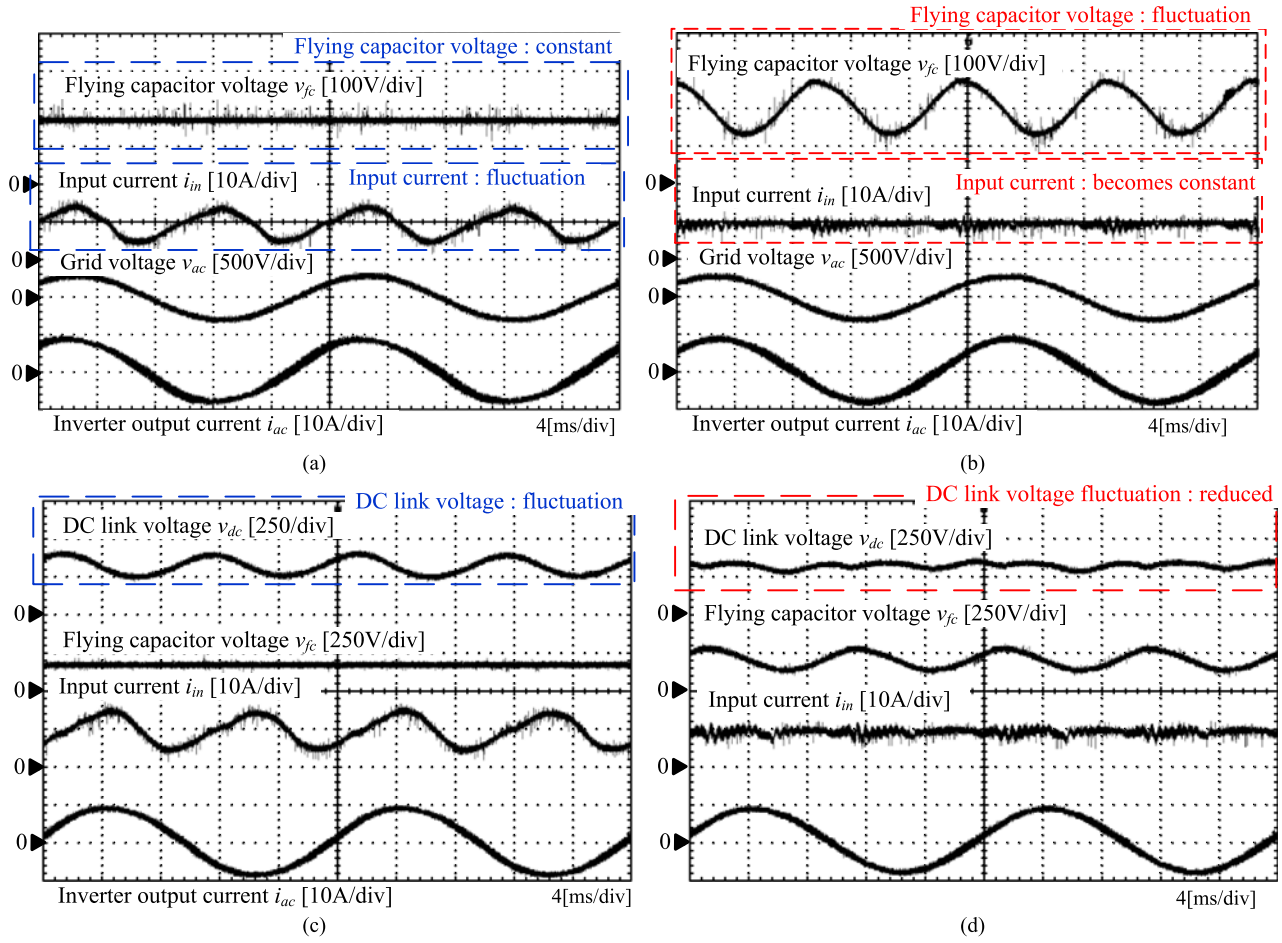 Flying capacitor voltage : constant
Flying capacitor voltage vfc [100V/div]
0
Input current iin [10A/div]
Input current : fluctuation
0
Grid voltage vac [500V/div]
0
0
Inverter output current iac [10A/div]
4[ms/div]
(a)
Flying capacitor voltage : fluctuation
Flying capacitor voltage vfc [100V/div]
0
Input current : becomes constant
Input current iin [10A/div]
0
Grid voltage vac [500V/div]
0
0
Inverter output current iac [10A/div]
4[ms/div]
(b)
DC link voltage : fluctuation
DC link voltage vdc [250/div]
0
Flying capacitor voltage vfc [250V/div]
0
Input current iin [10A/div]
0
0
Inverter output current iac [10A/div]
4[ms/div]
(c)
DC link voltage fluctuation : reduced
DC link voltage vdc [250V/div]
0
Flying capacitor voltage vfc [250V/div]
0
Input current iin [10A/div]
0
0
4[ms/div]
(d)